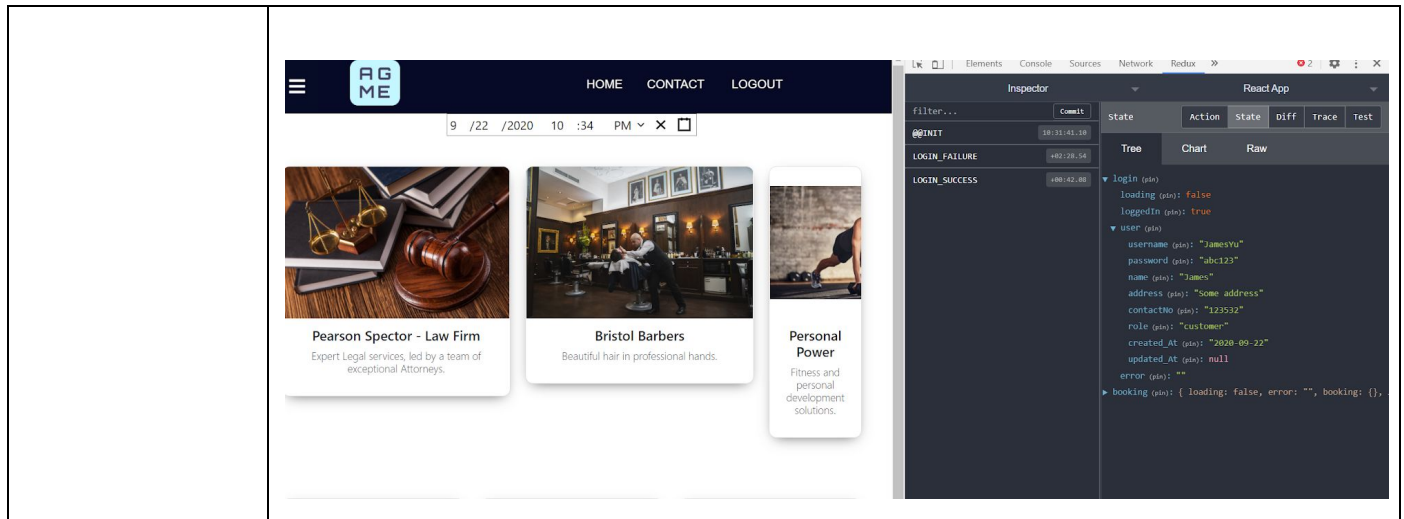 AG
ME
HOME CONTACT LOGOUT
9 /22 /2020 10 :34 PM
Pearson Spector - Law Firm
Expert Legal services, led by a team of
exceptional Attorneys.
Bristol Barbers
Beautiful hair in professional hands.
Personal
Power
Fitness and
personal
development
solutions.
Elements Console Sources Network Redux » 2
Inspector React App
filter... Commit
@@INIT 10:31:41.10
LOGIN_FAILURE +02:28.54
LOGIN_SUCCESS +00:42.08
State Action State Diff Trace Test
Tree Chart Raw
login (pin)
loading (pin): false
loggedIn (pin): true
user (pin)
username (pin): "JamesYu"
password (pin): "abc123"
name (pin): "James"
address (pin): "Some address"
contactNo (pin): "123532"
role (pin): "customer"
created_At (pin): "2020-09-22"
updated_At (pin): null
error (pin): ""
booking (pin): { loading: false, error: "", booking: {},